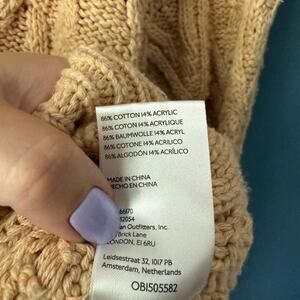 86% COTTON 14% ACRYLIC
86% COTON 14% ACRYLIQUE
86% BAUMWOLLE 14% ACRYL
86% COTONE 14% ACRILICO
86% ALGODÓN 14% ACRÍLICO
MADE IN CHINA
HECHO EN CHINA
2054
an Outfitters, Inc.
Brick Lane
LONDON, E1 6RU
Leidsestraat 32, 1017 PB
Amsterdam, Netherlands
OBI505582